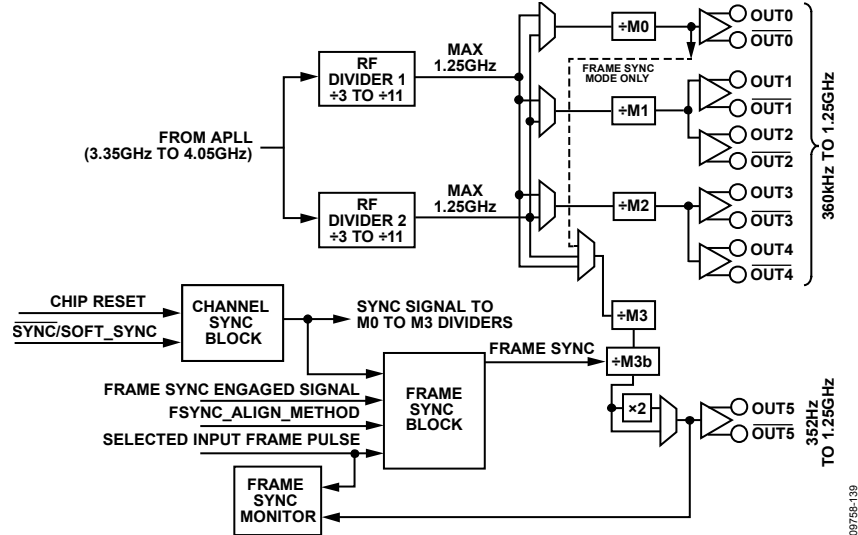 OUT0
OUT0
÷M0
MAX
1.25GHz
RF
DIVIDER 1
÷3 TO ÷11
FRAME SYNC
MODE ONLY
OUT1
OUT1
÷M1
OUT2
OUT2
FROM APLL
(3.35GHz TO 4.05GHz)
360kHz TO 1.25GHz
MAX
1.25GHz
RF
DIVIDER 2
÷3 TO ÷11
÷M2
OUT3
OUT3
OUT4
OUT4
CHIP RESET
SYNC/SOFT_SYNC
CHANNEL
SYNC
BLOCK
SYNC SIGNAL TO
M0 TO M3 DIVIDERS
÷M3
FRAME SYNC
÷M3b
FRAME SYNC ENGAGED SIGNAL
FSYNC_ALIGN_METHOD
SELECTED INPUT FRAME PULSE
FRAME
SYNC
BLOCK
×2
OUT5
OUT5
352Hz
TO 1.25GHz
FRAME
SYNC
MONITOR
09758-139